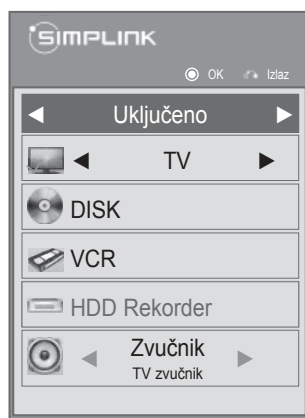 SIMPLINK
OK Izlaz
Uključeno
TV
DISK
VCR
HDD Rekorder
Zvučnik
TV zvučnik